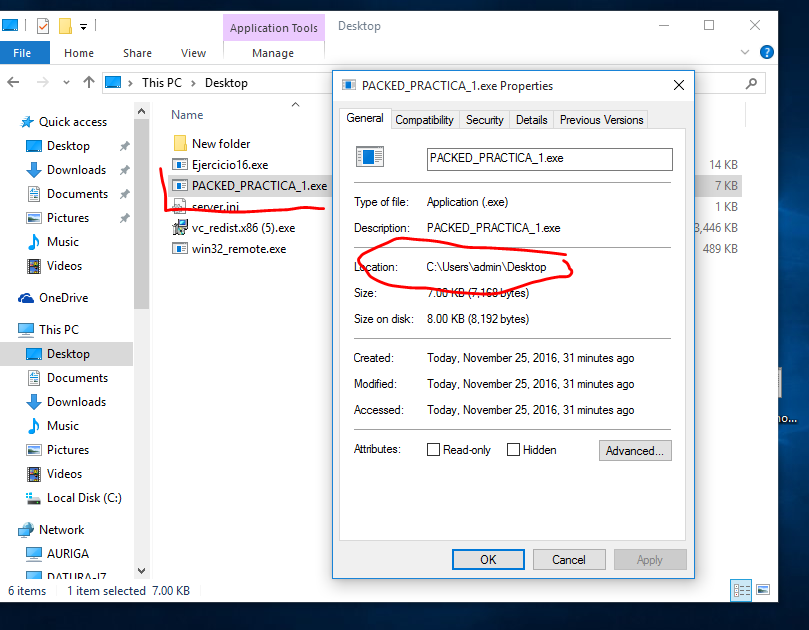 Application Tools
Desktop
File
Home
Share
View
Manage
This PC
Desktop
Quick access
Desktop
Downloads
Documents
Pictures
Music
Videos
OneDrive
This PC
Desktop
Documents
Downloads
Music
Pictures
Videos
Local Disk (C:)
Network
AURIGA
DATURA-I7
Name
New folder
Ejercicio16.exe
14 KB
PACKED_PRACTICA_1.exe
7 KB
server.ini
1 KB
vc_redist.x86 (5).exe
3,446 KB
win32_remote.exe
489 KB
PACKED_PRACTICA_1.exe Properties
General
Compatibility
Security
Details
Previous Versions
PACKED_PRACTICA_1.exe
Type of file: Application (.exe)
Description: PACKED_PRACTICA_1.exe
Location: C:\Users\admin\Desktop
Size: 7.00 KB (7,168 bytes)
Size on disk: 8.00 KB (8,192 bytes)
Created: Today, November 25, 2016, 31 minutes ago
Modified: Today, November 25, 2016, 31 minutes ago
Accessed: Today, November 25, 2016, 31 minutes ago
Attributes: Read-only Hidden Advanced...
OK Cancel Apply
6 items 1 item selected 7.00 KB